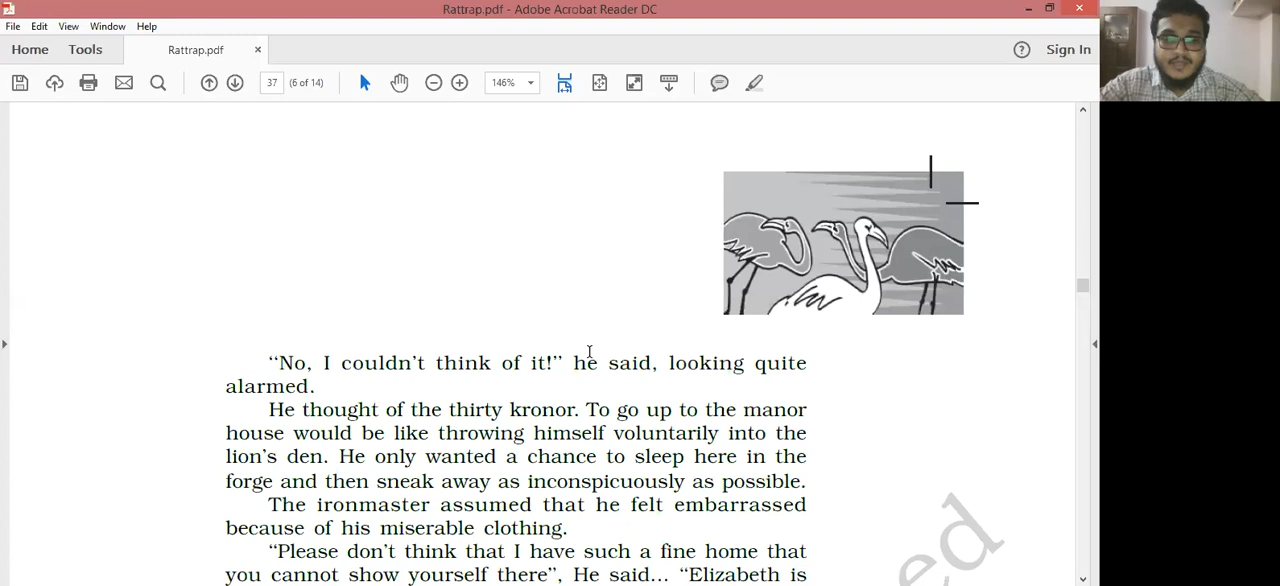 Rattrap.pdf - Adobe Acrobat Reader DC
File Edit View Window Help
Home Tools Rattrap.pdf × ? Sign In
37 (6 of 14) 146%
“No, I couldn’t think of it!” he said, looking quite
alarmed.
He thought of the thirty kronor. To go up to the manor
house would be like throwing himself voluntarily into the
lion’s den. He only wanted a chance to sleep here in the
forge and then sneak away as inconspicuously as possible.
The ironmaster assumed that he felt embarrassed
because of his miserable clothing.
“Please don’t think that I have such a fine home that
you cannot show yourself there”, He said... “Elizabeth is
ed